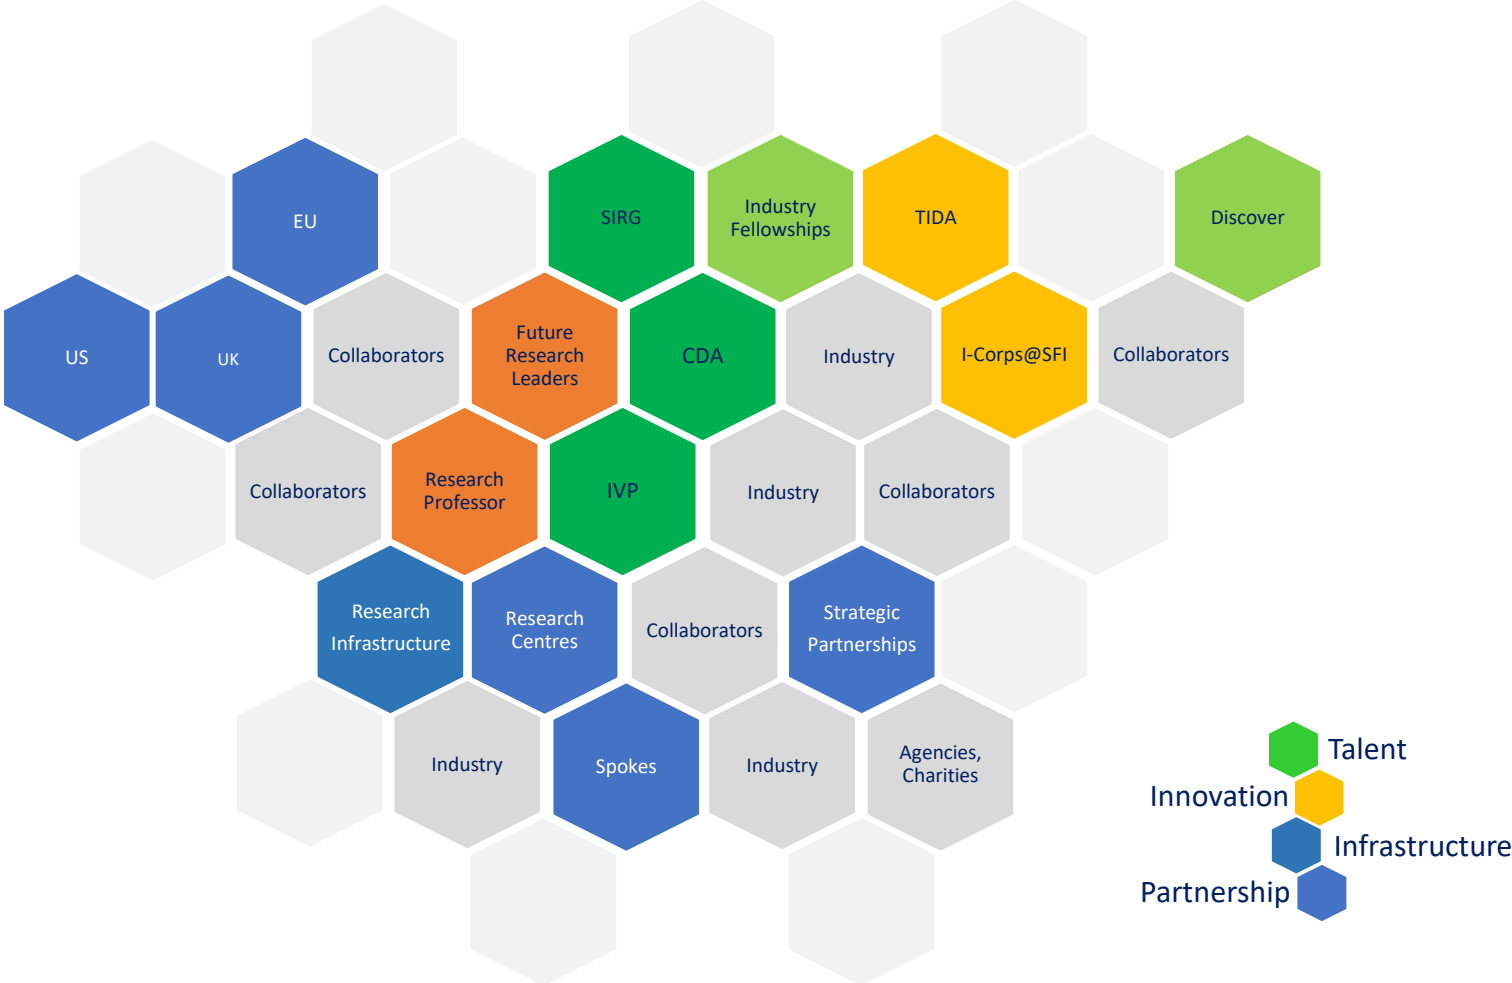 EU
SIRG
Industry
Fellowships
TIDA
Discover
US
UK
Collaborators
Future
Research
Leaders
CDA
Industry
I-Corps@SFI
Collaborators
Collaborators
Research
Professor
IVP
Industry
Collaborators
Research
Infrastructure
Research
Centres
Collaborators
Strategic
Partnerships
Industry
Spokes
Industry
Agencies,
Charities
Talent
Innovation
Infrastructure
Partnership